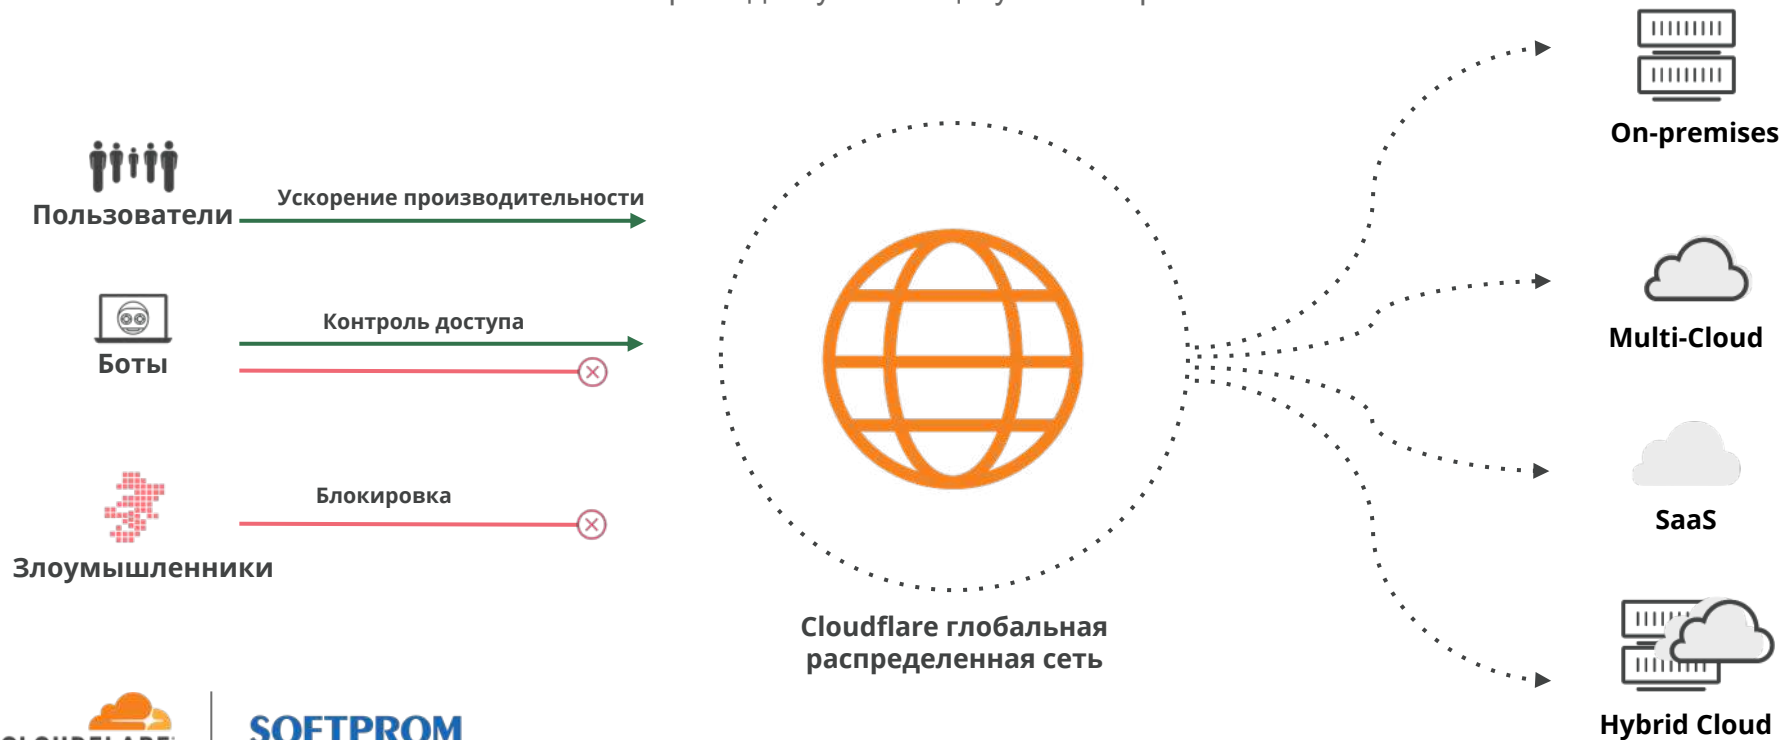 On-premises
Ускорение производительности
Пользователи
Контроль доступа
Multi-Cloud
Боты
Блокировка
SaaS
Злоумышленники
Cloudflare глобальная
распределенная сеть
SOFTPROM
Hybrid Cloud